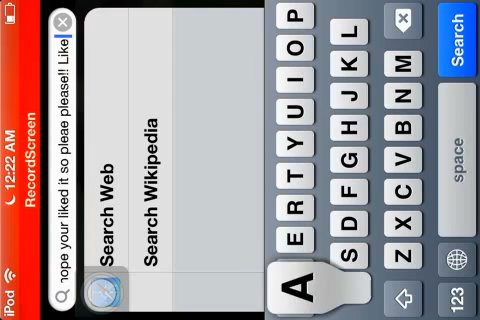 iPod 12:22 AM
RecordScreen
hope your liked it so pleae please!! Like
Search Web
Search Wikipedia
E R T Y U I O P
A S D F G H J K L
Z X C V B N M
123 space Search